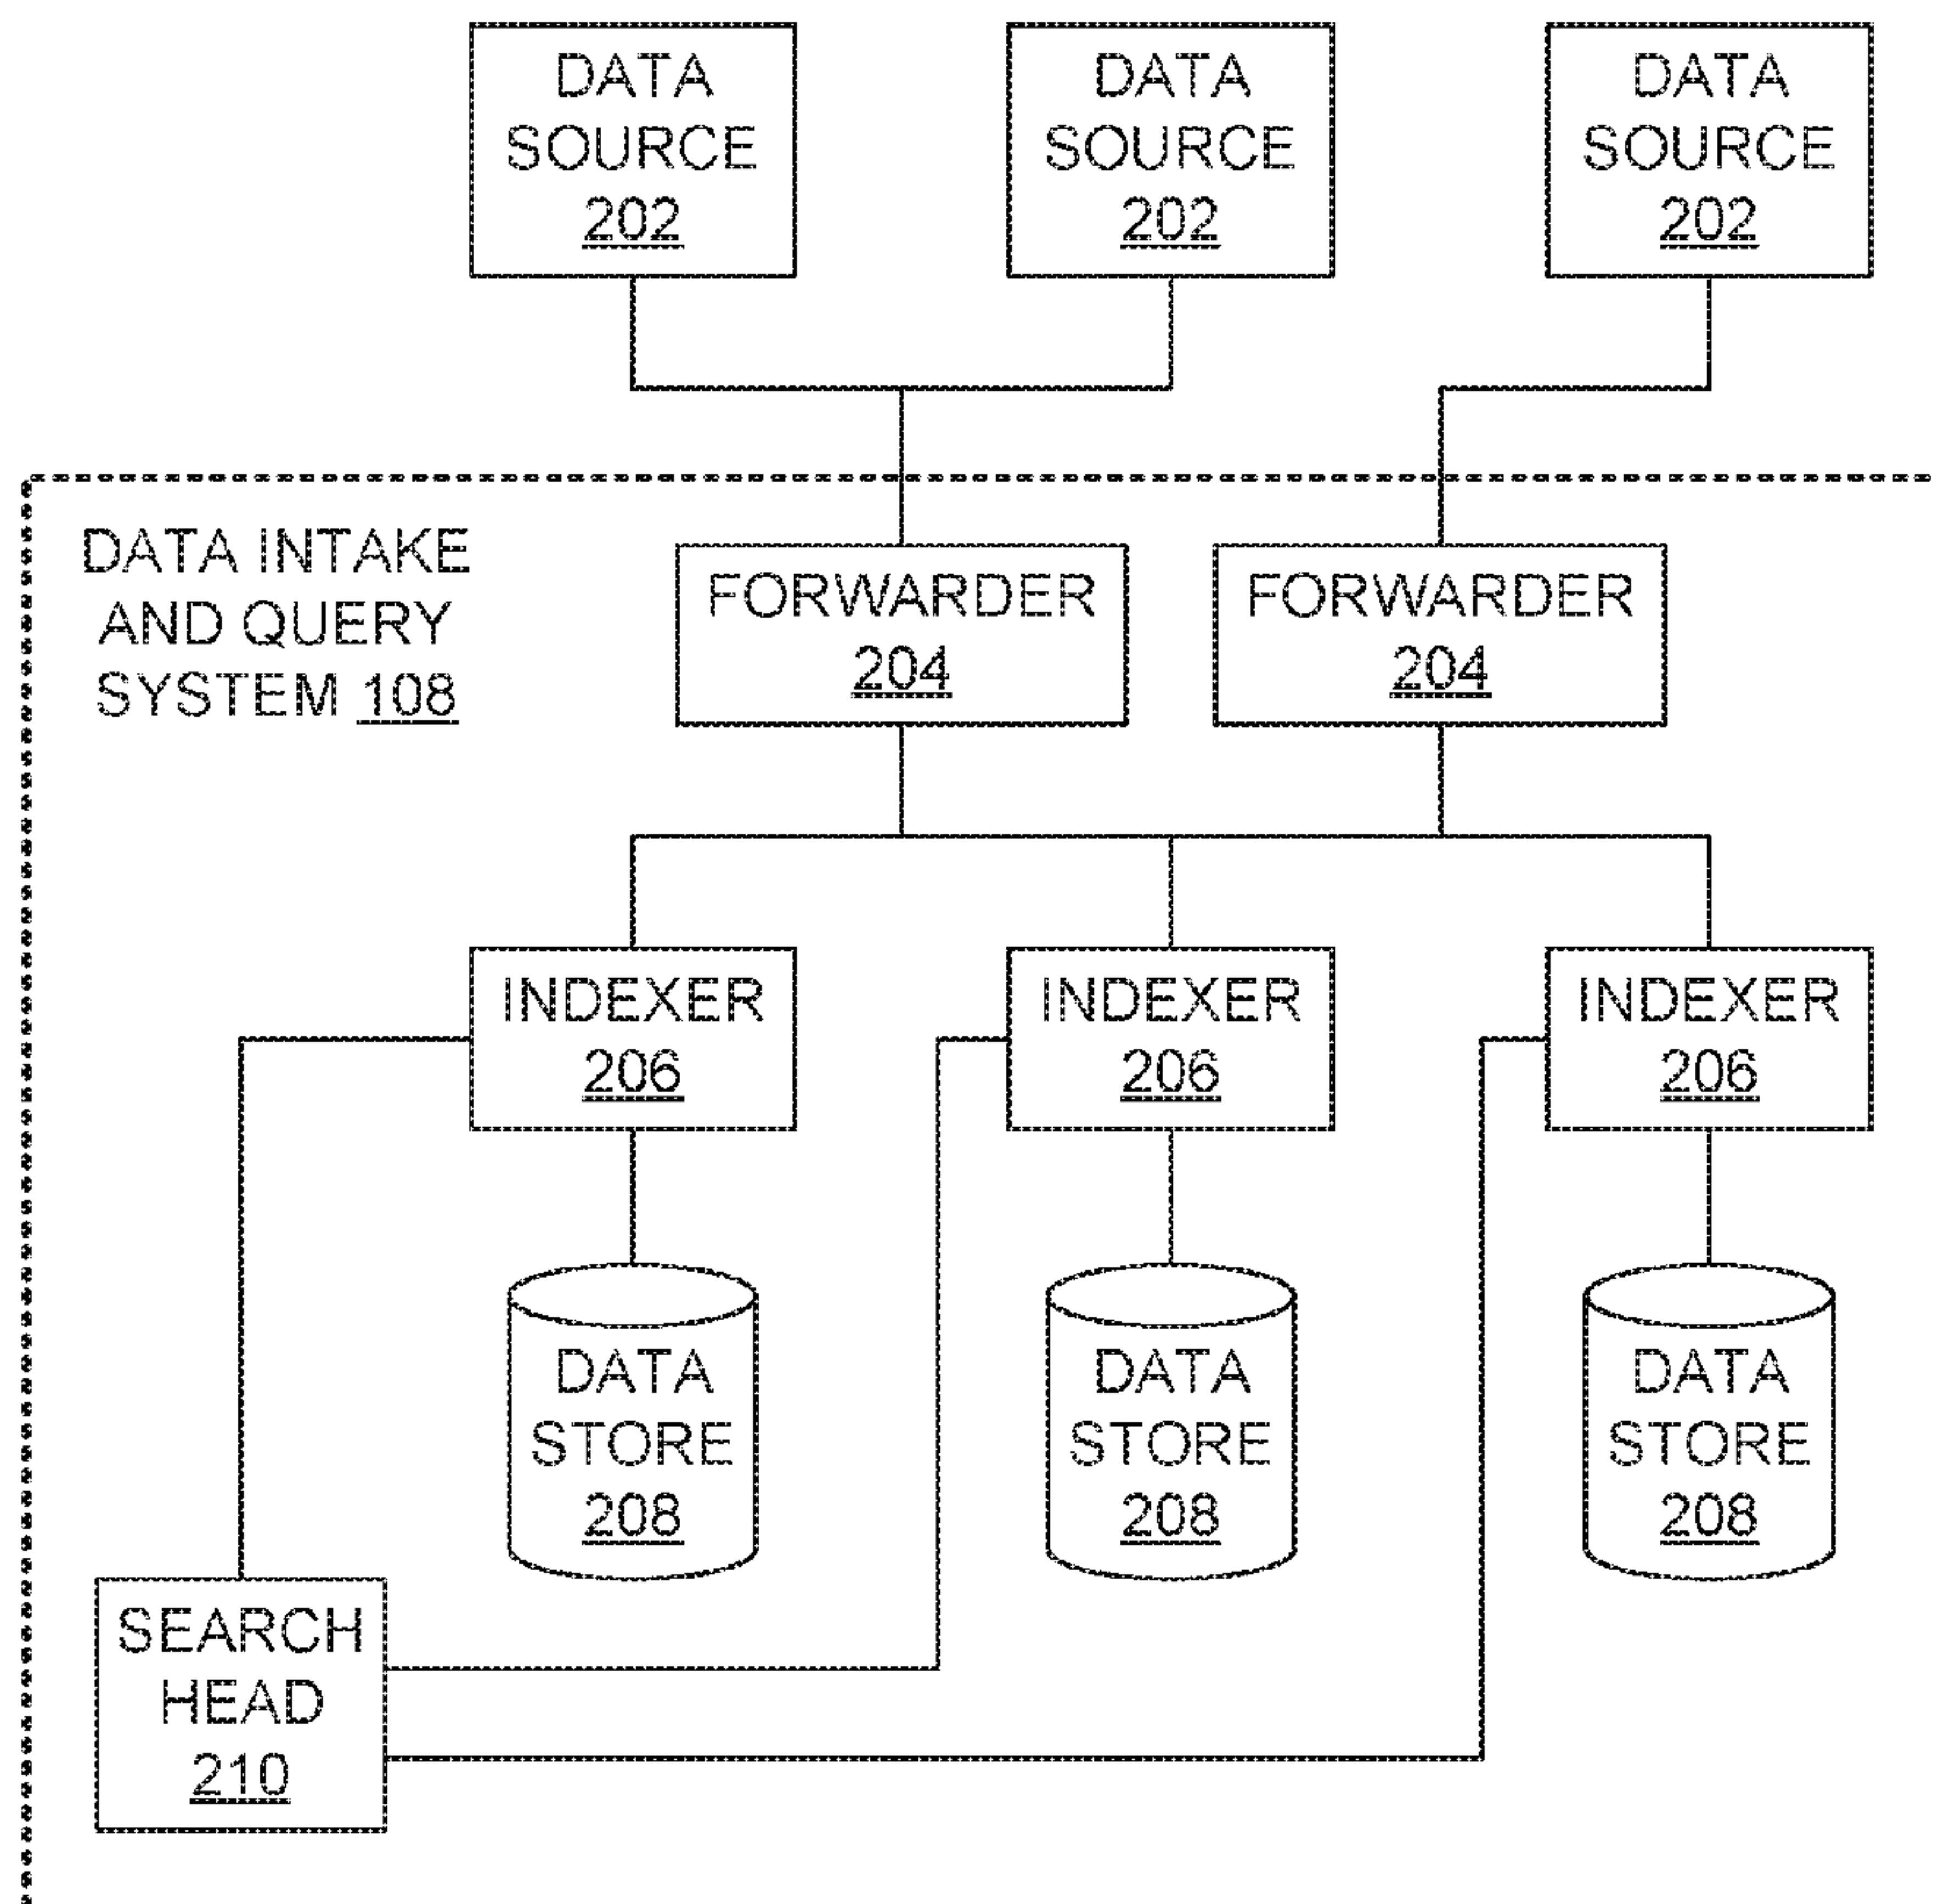 DATA
SOURCE
202
DATA
SOURCE
202
DATA
SOURCE
202
DATA INTAKE
AND QUERY
SYSTEM 108
FORWARDER
204
FORWARDER
204
INDEXER
206
INDEXER
206
INDEXER
206
DATA
STORE
208
DATA
STORE
208
DATA
STORE
208
SEARCH
HEAD
210